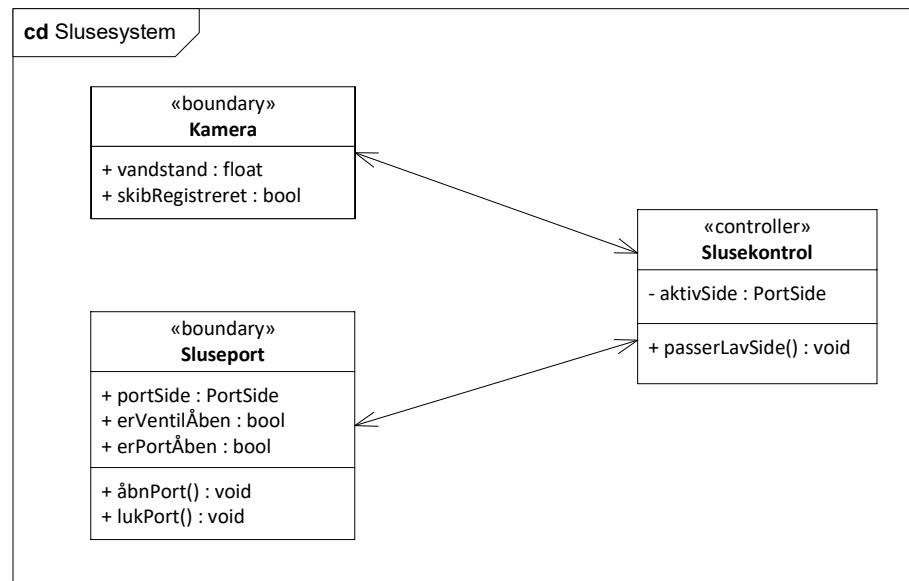 cd Slusesystem
«boundary»
Kamera
+ vandstand : float
+ skibRegistreret : bool
«controller»
Slusekontrol
- aktivSide : PortSide
+ passerLavSide() : void
«boundary»
Sluseport
+ portSide : PortSide
+ erVentilÅben : bool
+ erPortÅben : bool
+ åbnPort() : void
+ lukPort() : void